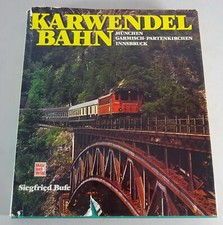 KARWENDEL
BAHN
MÜNCHEN
GARMISCH-PARTENKIRCHEN
INNSBRUCK
Siegfried Bufe